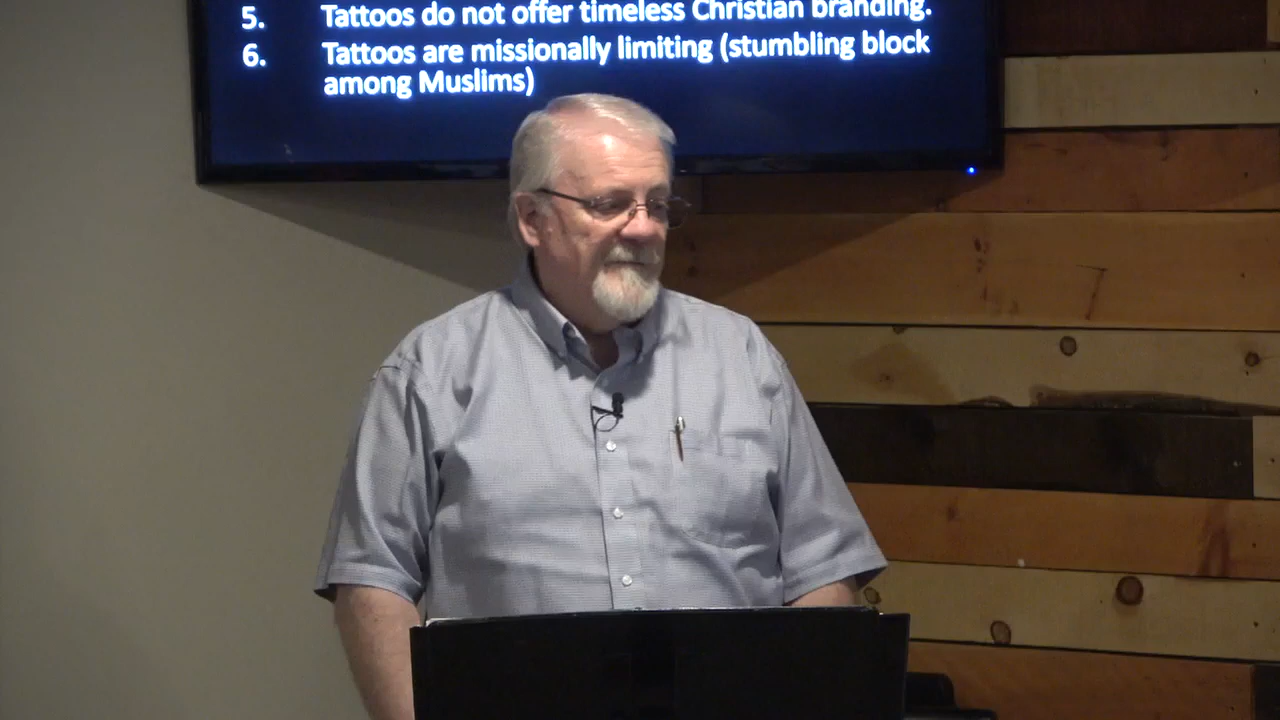 5. Tattoos do not offer timeless Christian branding.
6. Tattoos are missionally limiting (stumbling block
among Muslims)